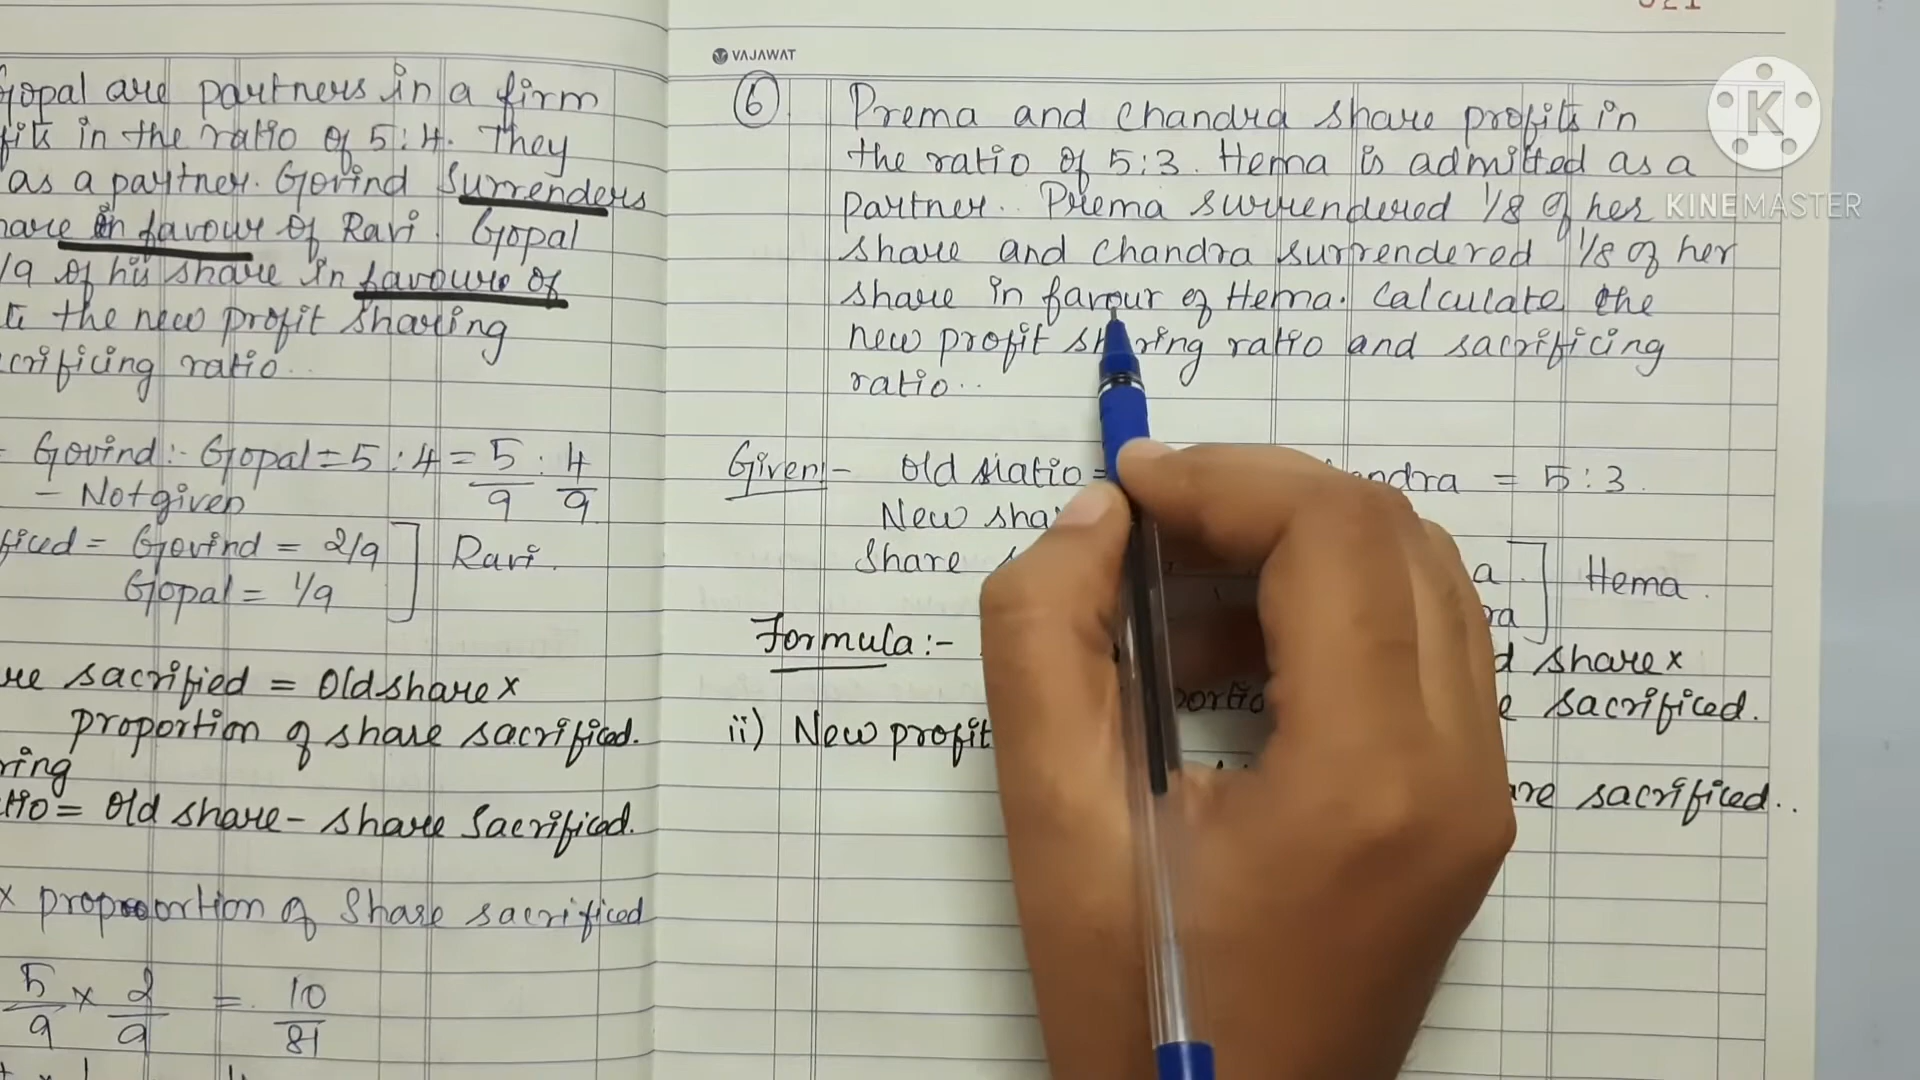 Gopal are partners in a firm
fits in the ratio of 5:4. They
as a partner. Govind Surrenders
hare in favour of Ravi. Gopal
1/9 of his share in favoure of
the new profit sharing
crificing ratio..
Govind:- Gopal = 5 : 4 = 5/9 : 4/9
- Not given
ficed = Govind = 2/9 ] Ravi.
Gopal = 1/9
are sacrified = Old share x
proportion of share sacrificed.
ring
tio = Old share - share Sacrificed.
x proportion of Share sacrificed
5/9 x 2/9 = 10/81
VAJAWAT
6 Prema and Chandra share profits in
the ratio of 5:3. Hema is admitted as a
partner.. Prema surrendered 1/8 of her
share and Chandra surrendered 1/8 of her
share in favour of Hema. Calculate the
new profit sharing ratio and sacrificing
ratio..
Given:- Old ratio = ndra = 5:3.
New sha
Share a ] Hema.
ra
Formula:- d share x
portio e sacrificed.
ii) New profit
are sacrificed..
K
KINEMASTER